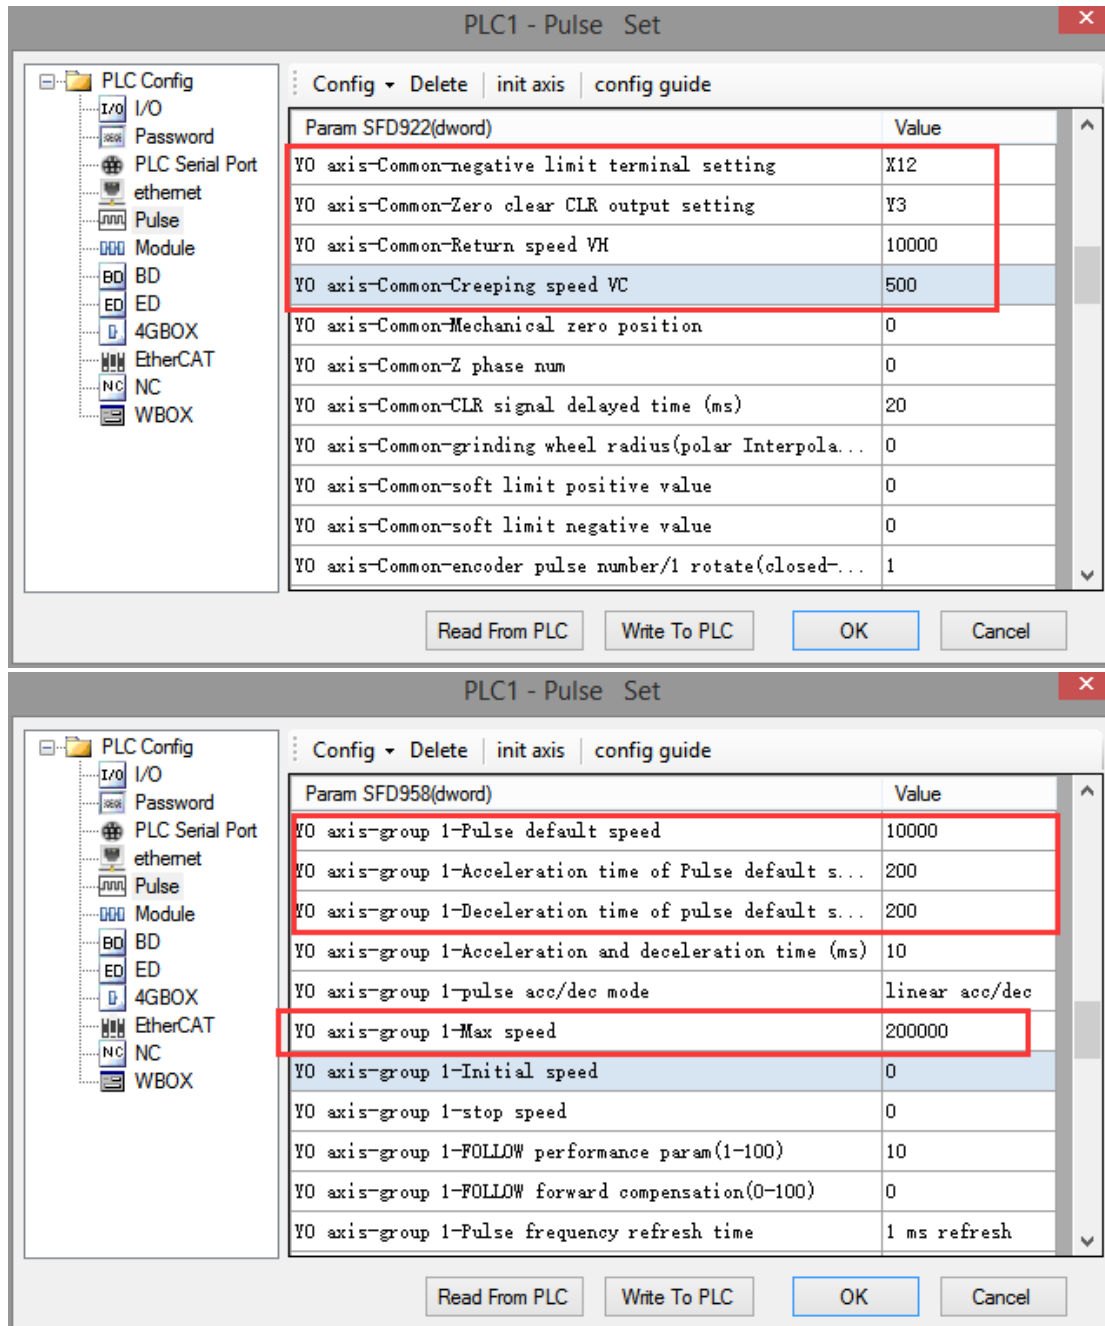 PLC1 - Pulse Set
PLC Config
I/O I/O
Password
PLC Serial Port
ethernet
Pulse
Module
BD BD
ED ED
4GBOX
EtherCAT
NC NC
WBOX
Config Delete init axis config guide
Param SFD922(dword) Value
Y0 axis-Common-negative limit terminal setting X12
Y0 axis-Common-Zero clear CLR output setting Y3
Y0 axis-Common-Return speed VH 10000
Y0 axis-Common-Creeping speed VC 500
Y0 axis-Common-Mechanical zero position 0
Y0 axis-Common-Z phase num 0
Y0 axis-Common-CLR signal delayed time (ms) 20
Y0 axis-Common-grinding wheel radius(polar Interpola... 0
Y0 axis-Common-soft limit positive value 0
Y0 axis-Common-soft limit negative value 0
Y0 axis-Common-encoder pulse number/1 rotate(closed-... 1
Read From PLC Write To PLC OK Cancel
PLC1 - Pulse Set
PLC Config
I/O I/O
Password
PLC Serial Port
ethernet
Pulse
Module
BD BD
ED ED
4GBOX
EtherCAT
NC NC
WBOX
Config Delete init axis config guide
Param SFD958(dword) Value
Y0 axis-group 1-Pulse default speed 10000
Y0 axis-group 1-Acceleration time of Pulse default s... 200
Y0 axis-group 1-Deceleration time of pulse default s... 200
Y0 axis-group 1-Acceleration and deceleration time (ms) 10
Y0 axis-group 1-pulse acc/dec mode linear acc/dec
Y0 axis-group 1-Max speed 200000
Y0 axis-group 1-Initial speed 0
Y0 axis-group 1-stop speed 0
Y0 axis-group 1-FOLLOW performance param(1-100) 10
Y0 axis-group 1-FOLLOW forward compensation(0-100) 0
Y0 axis-group 1-Pulse frequency refresh time 1 ms refresh
Read From PLC Write To PLC OK Cancel